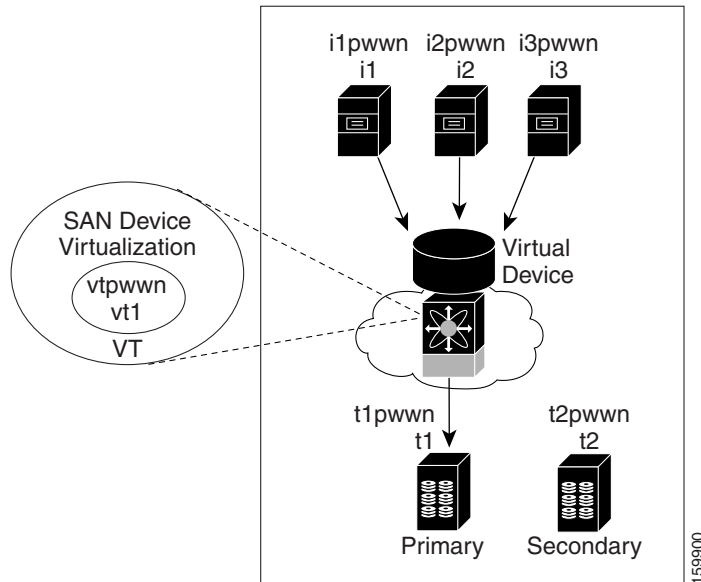 i1pwwn i2pwwn i3pwwn
i1 i2 i3
SAN Device
Virtualization
vtpwwn
vt1
VT
Virtual
Device
t1pwwn t2pwwn
t1 t2
Primary Secondary
159900